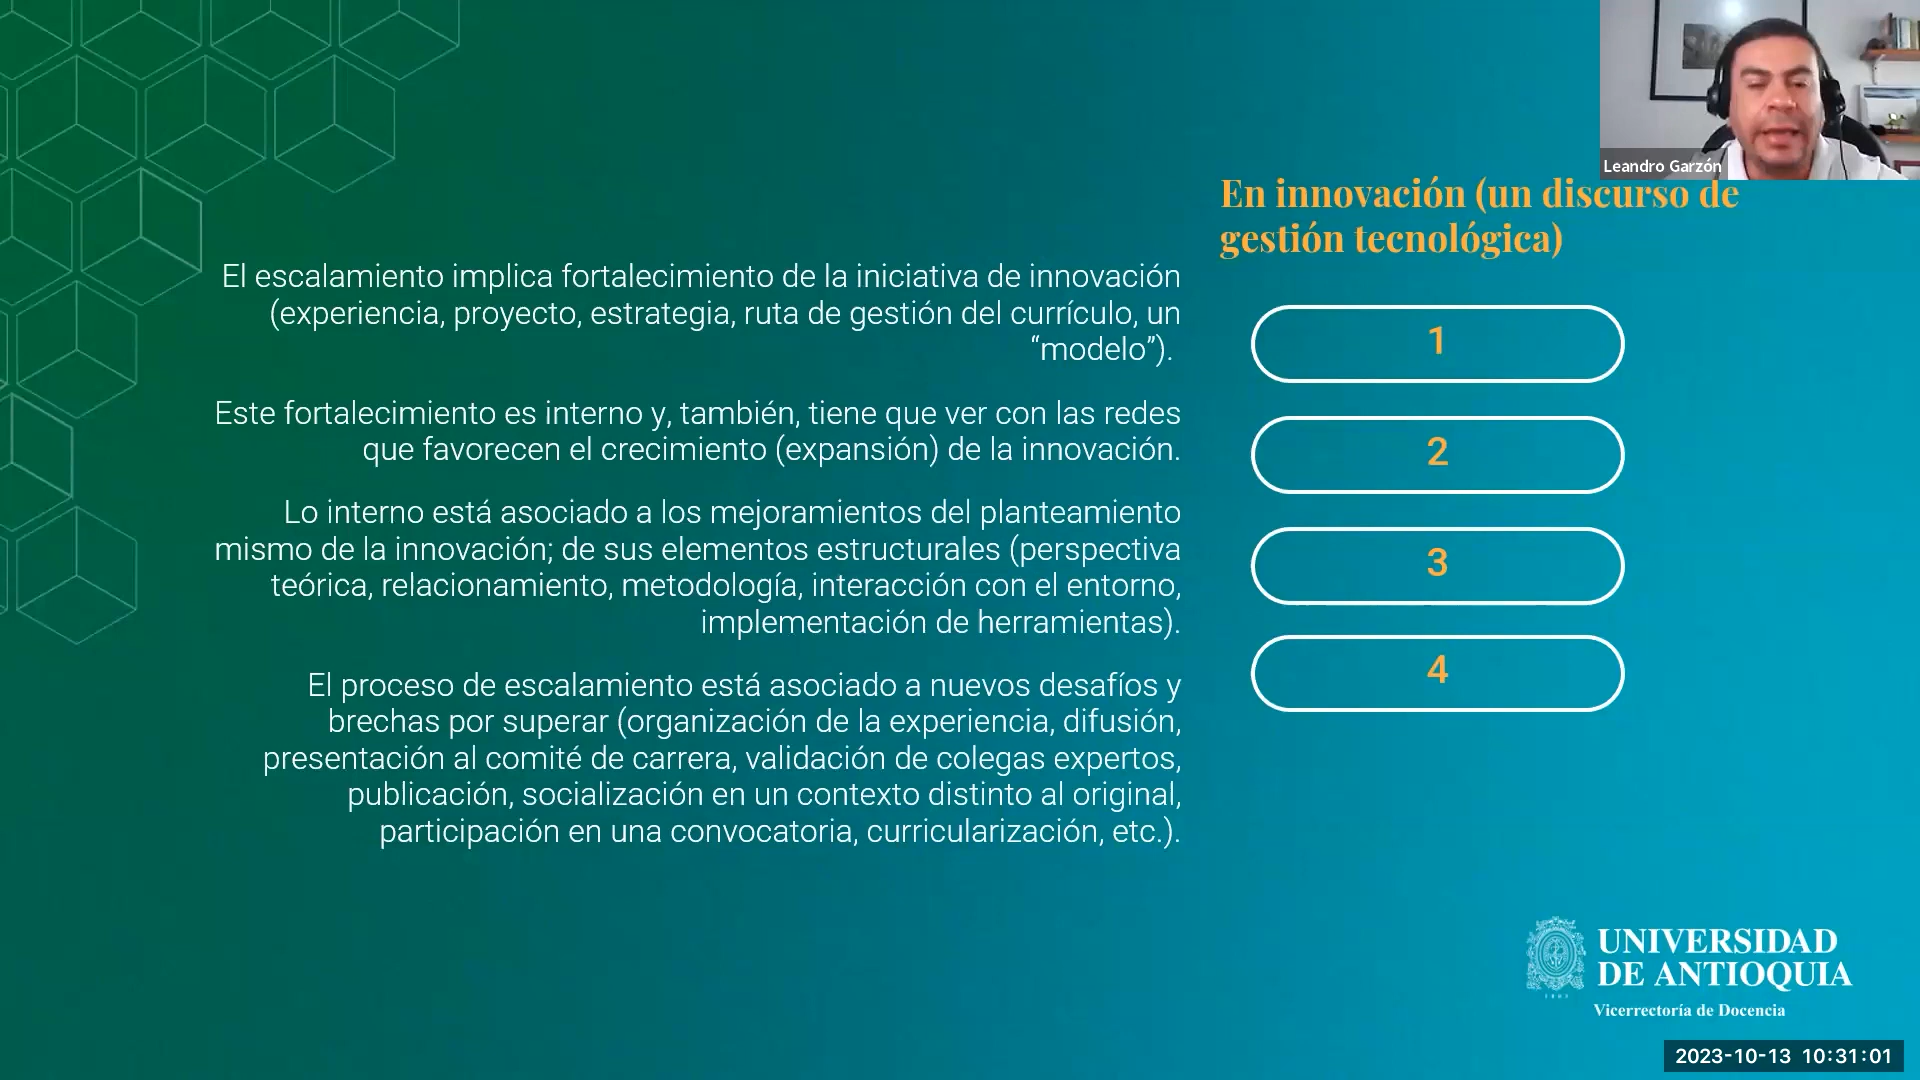 Leandro Garzón
En innovación (un discurso de
gestión tecnológica)
El escalamiento implica fortalecimiento de la iniciativa de innovación
(experiencia, proyecto, estrategia, ruta de gestión del currículo, un
“modelo”).
Este fortalecimiento es interno y, también, tiene que ver con las redes
que favorecen el crecimiento (expansión) de la innovación.
Lo interno está asociado a los mejoramientos del planteamiento
mismo de la innovación; de sus elementos estructurales (perspectiva
teórica, relacionamiento, metodología, interacción con el entorno,
implementación de herramientas).
El proceso de escalamiento está asociado a nuevos desafíos y
brechas por superar (organización de la experiencia, difusión,
presentación al comité de carrera, validación de colegas expertos,
publicación, socialización en un contexto distinto al original,
participación en una convocatoria, curricularización, etc.).
1
2
3
4
UNIVERSIDAD
DE ANTIOQUIA
1803
Vicerrectoría de Docencia
2023-10-13 10:31:01